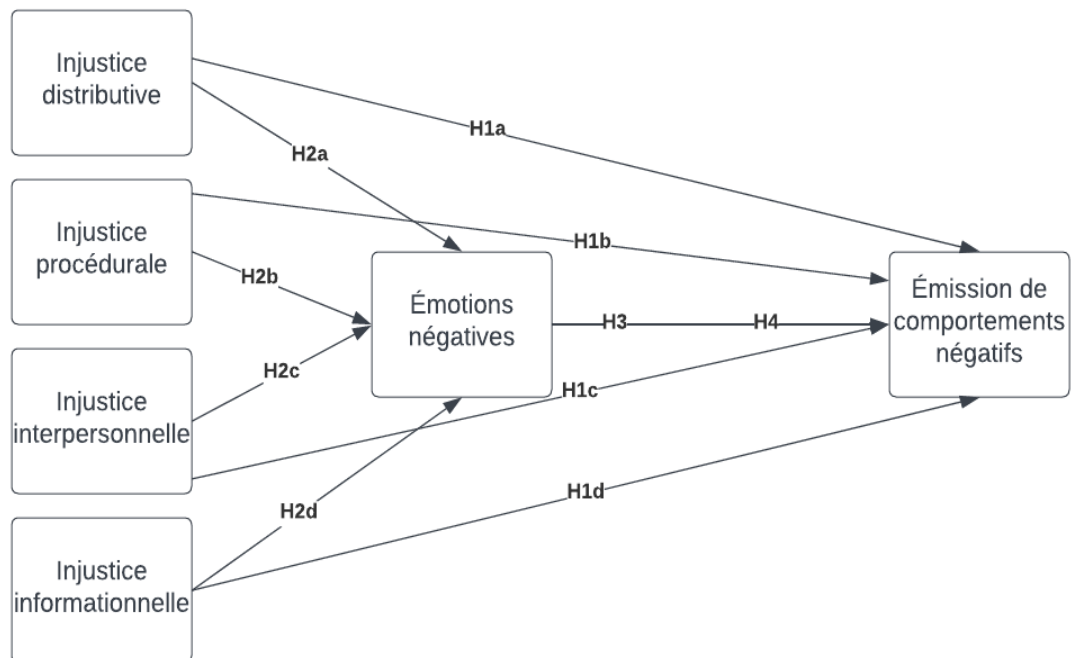 Injustice
distributive
H1a
H2a
Injustice
procédurale
H1b
H2b
Émotions
négatives
H3
H4
Émission de
comportements
négatifs
H2c
H1c
Injustice
interpersonnelle
H2d
H1d
Injustice
informationnelle